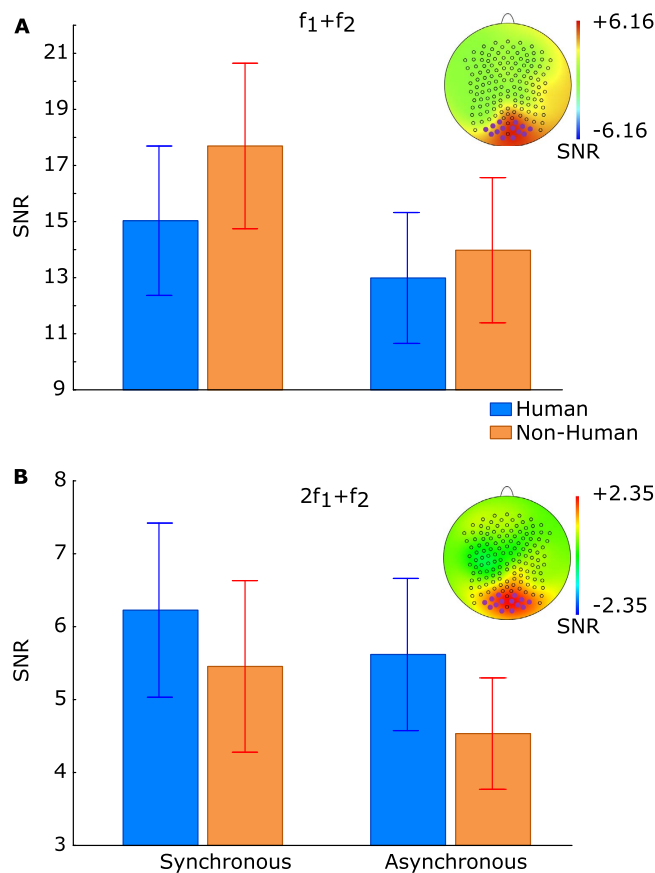 A
f1+f2
+6.16
-6.16
SNR
21
19
17
15
13
11
9
SNR
Human
Non-Human
B
2f1+f2
+2.35
-2.35
SNR
8
7
6
5
4
3
SNR
Synchronous
Asynchronous